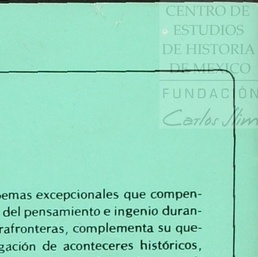 CENTRO DE
ESTUDIOS
DE HISTORIA
DE MEXICO
FUNDACIÓN
Carlos Slim
oemas excepcionales que compen-
del pensamiento e ingenio duran-
rafronteras, complementa su que-
gación de aconteceres históricos,